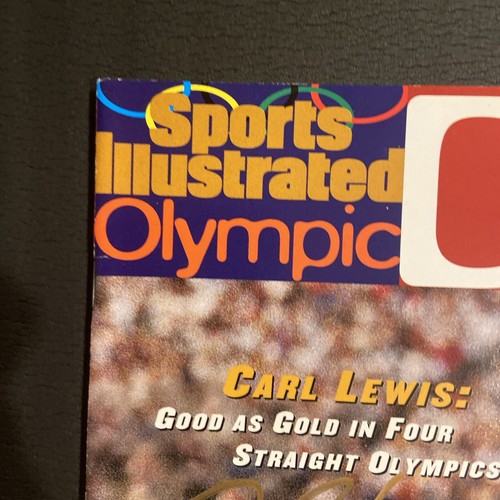 Sports
Illustrated
Olympic
CARL LEWIS:
GOOD AS GOLD IN FOUR
STRAIGHT OLYMPICS